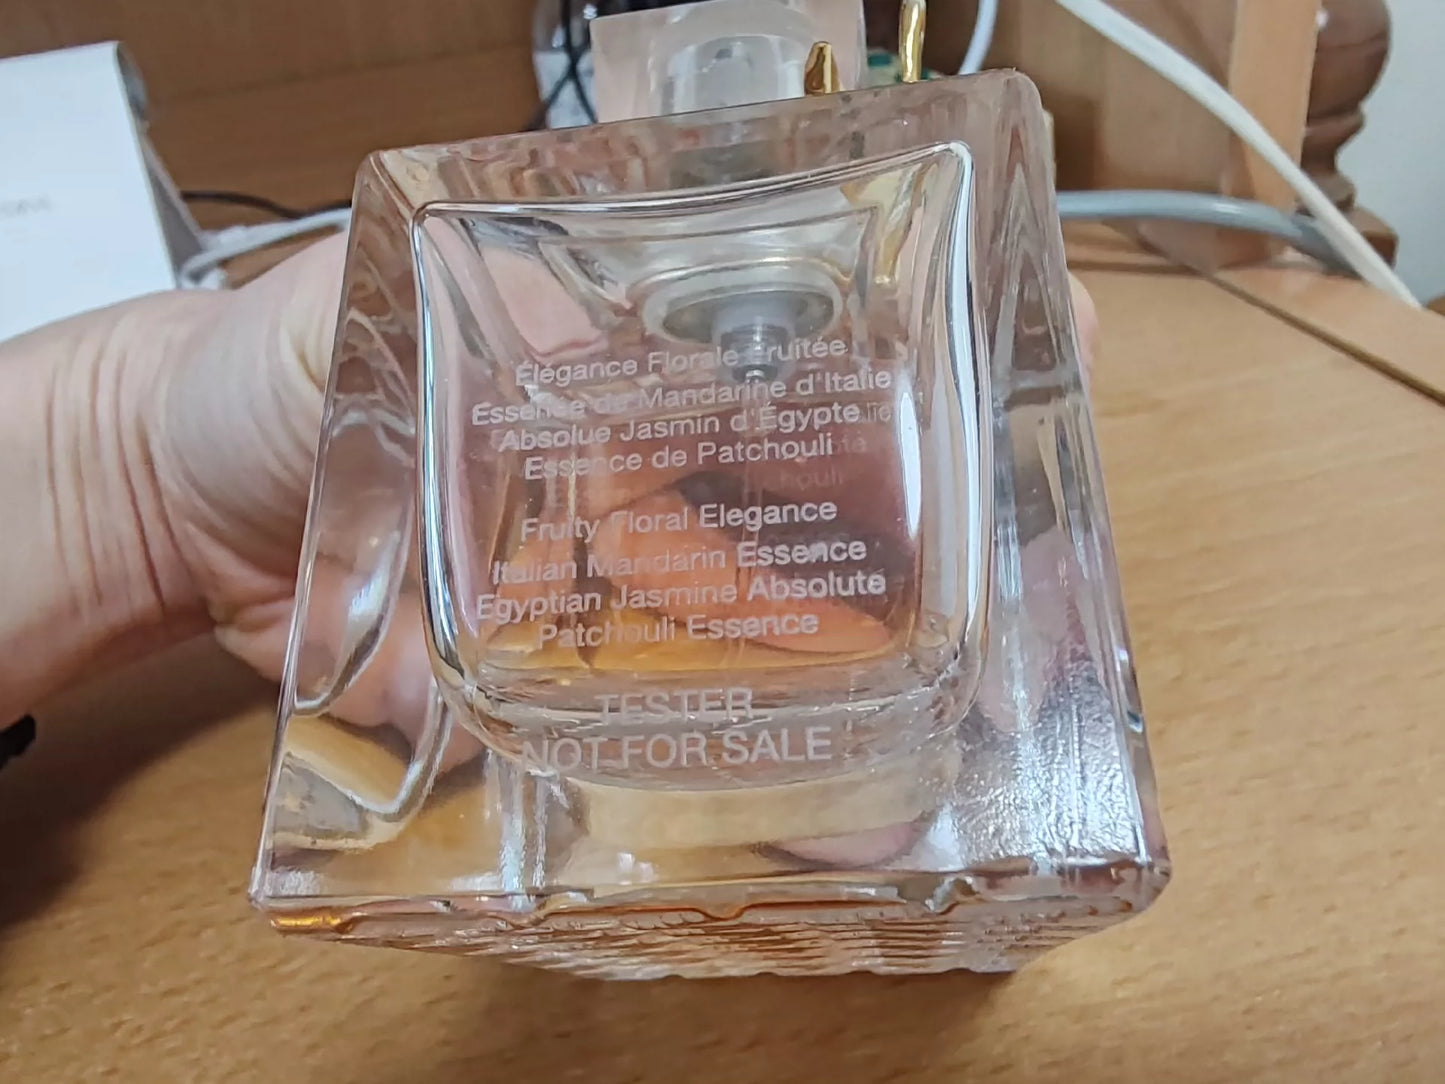 Élégance Florale Fruitée
Essence de Mandarine d'Italie
Absolue Jasmin d'Égypte
Essence de Patchouli
Fruity Floral Elegance
Italian Mandarin Essence
Egyptian Jasmine Absolute
Patchouli Essence
TESTER
NOT FOR SALE